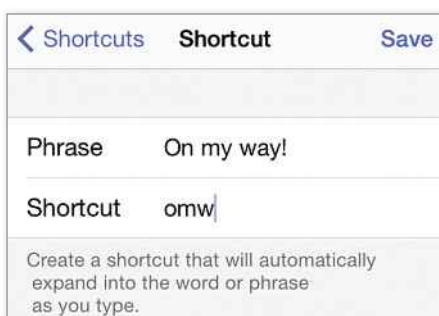 Shortcuts Shortcut Save
Phrase On my way!
Shortcut omw
Create a shortcut that will automatically
expand into the word or phrase
as you type.